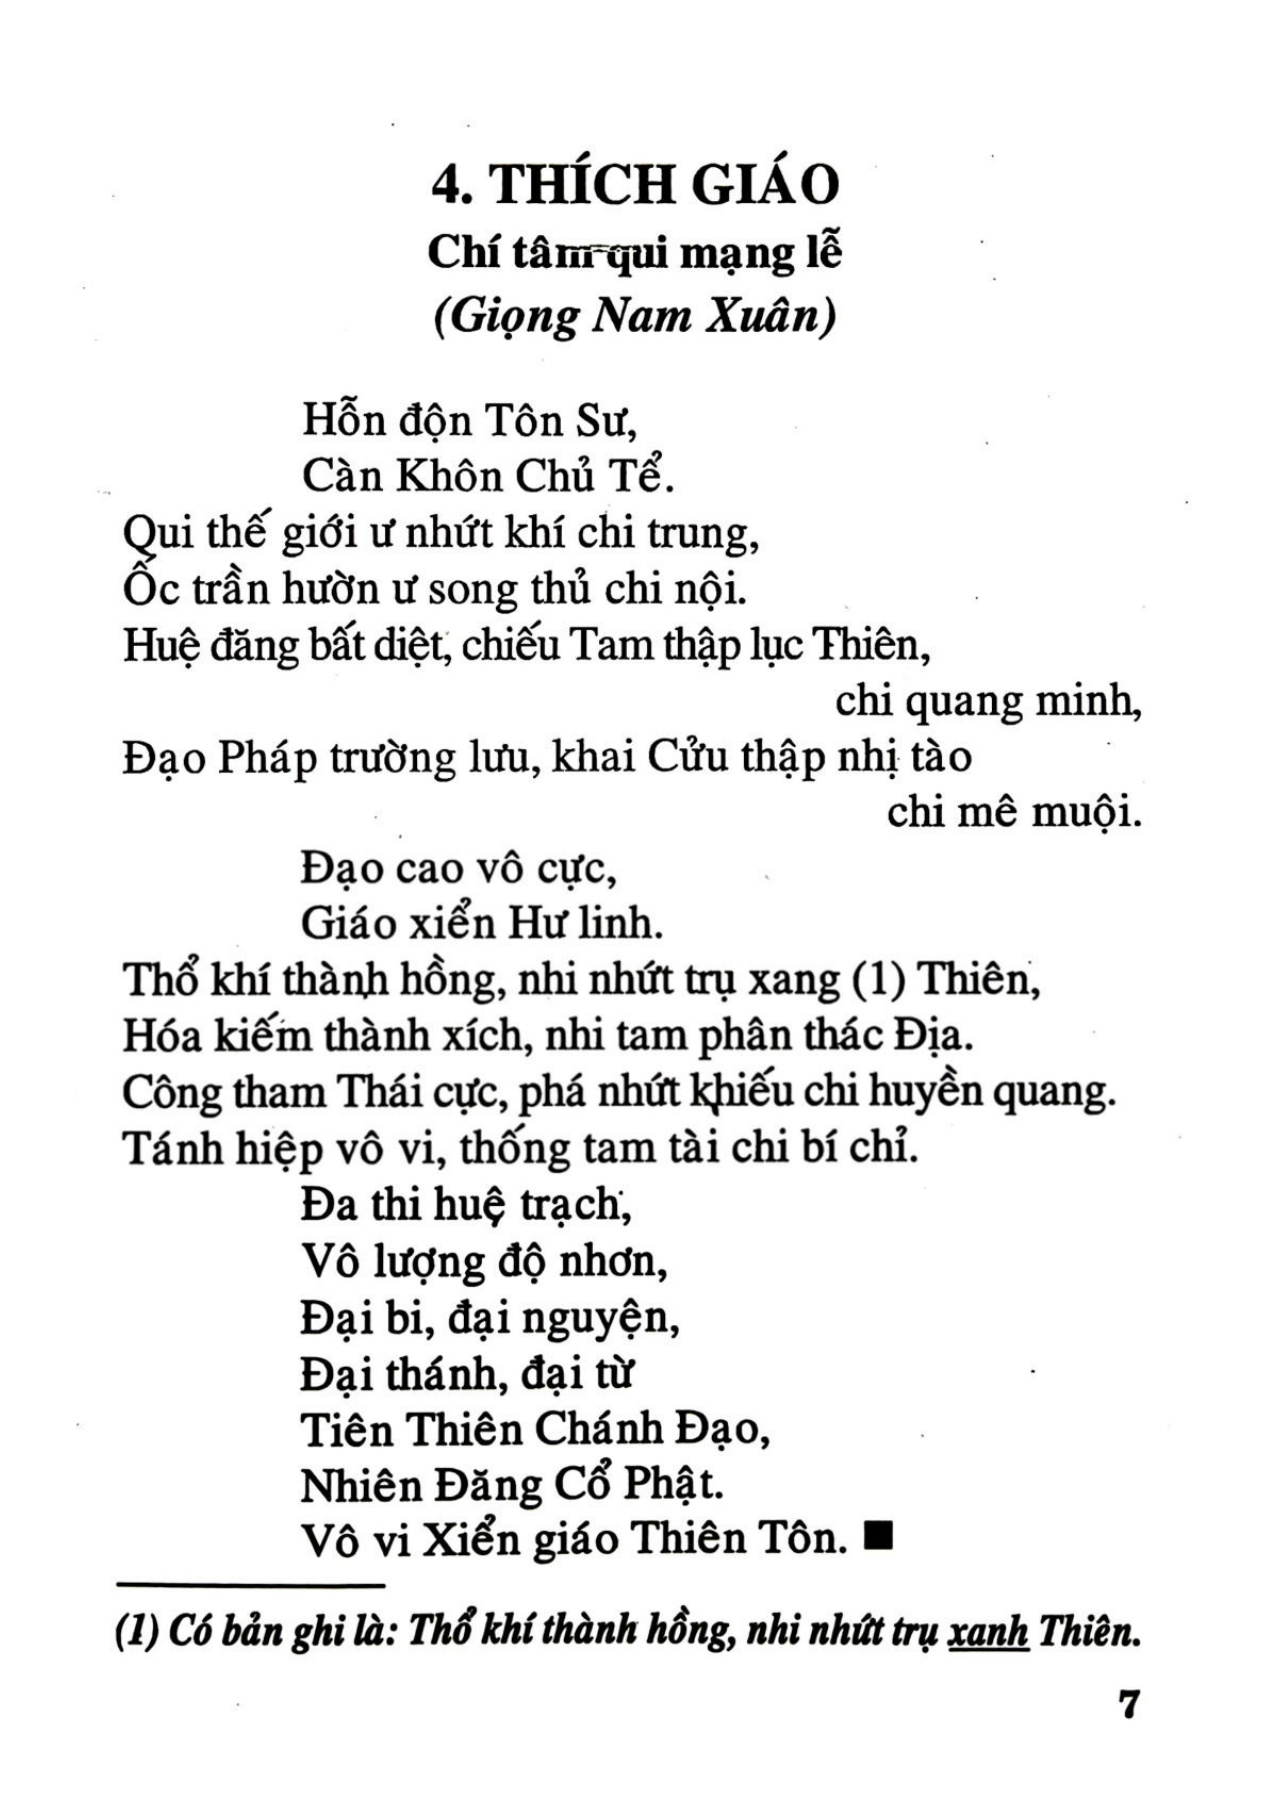 4. THÍCH GIÁO
Chí tâm qui mạng lễ
(Giọng Nam Xuân)
Hỗn độn Tôn Sư,
Càn Khôn Chủ Tể.
Qui thế giới ư nhứt khí chi trung,
Ốc trần hườn ư song thủ chi nội.
Huệ đăng bất diệt, chiếu Tam thập lục Thiên,
chi quang minh,
Đạo Pháp trường lưu, khai Cửu thập nhị tào
chi mê muội.
Đạo cao vô cực,
Giáo xiển Hư linh.
Thổ khí thành hồng, nhi nhứt trụ xang (1) Thiên,
Hóa kiếm thành xích, nhi tam phân thác Địa.
Công tham Thái cực, phá nhứt khiếu chi huyền quang.
Tánh hiệp vô vi, thống tam tài chi bí chỉ.
Đa thi huệ trạch,
Vô lượng độ nhơn,
Đại bi, đại nguyện,
Đại thánh, đại từ
Tiên Thiên Chánh Đạo,
Nhiên Đăng Cổ Phật.
Vô vi Xiển giáo Thiên Tôn. ■
(1) Có bản ghi là: Thổ khí thành hồng, nhi nhứt trụ xanh Thiên.
7